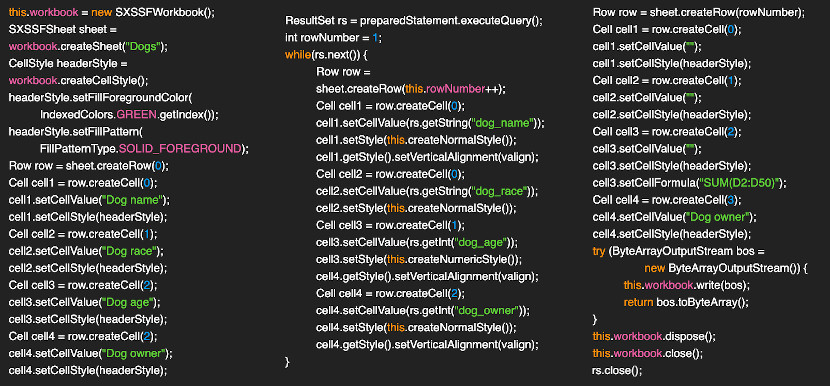 this.workbook = new SXSSFWorkbook();
SXSSFSheet sheet =
workbook.createSheet("Dogs");
CellStyle headerStyle =
workbook.createCellStyle();
headerStyle.setFillForegroundColor(
IndexedColors.GREEN.getIndex());
headerStyle.setFillPattern(
FillPatternType.SOLID_FOREGROUND);
Row row = sheet.createRow(0);
Cell cell1 = row.createCell(0);
cell1.setCellValue("Dog name");
cell1.setCellStyle(headerStyle);
Cell cell2 = row.createCell(1);
cell2.setCellValue("Dog race");
cell2.setCellStyle(headerStyle);
Cell cell3 = row.createCell(2);
cell3.setCellValue("Dog age");
cell3.setCellStyle(headerStyle);
Cell cell4 = row.createCell(2);
cell4.setCellValue("Dog owner");
cell4.setCellStyle(headerStyle);
ResultSet rs = preparedStatement.executeQuery();
int rowNumber = 1;
while(rs.next()) {
Row row =
sheet.createRow(this.rowNumber++);
Cell cell1 = row.createCell(0);
cell1.setCellValue(rs.getString("dog_name"));
cell1.setStyle(this.createNormalStyle());
cell1.getStyle().setVerticalAlignment(valign);
Cell cell2 = row.createCell(0);
cell2.setCellValue(rs.getString("dog_race"));
cell2.setStyle(this.createNormalStyle());
Cell cell3 = row.createCell(1);
cell3.setCellValue(rs.getInt("dog_age"));
cell3.setStyle(this.createNumericStyle());
cell4.getStyle().setVerticalAlignment(valign);
Cell cell4 = row.createCell(2);
cell4.setCellValue(rs.getInt("dog_owner"));
cell4.setStyle(this.createNormalStyle());
cell4.getStyle().setVerticalAlignment(valign);
}
Row row = sheet.createRow(rowNumber);
Cell cell1 = row.createCell(0);
cell1.setCellValue("");
cell1.setCellStyle(headerStyle);
Cell cell2 = row.createCell(1);
cell2.setCellValue("");
cell2.setCellStyle(headerStyle);
Cell cell3 = row.createCell(2);
cell3.setCellValue("");
cell3.setCellStyle(headerStyle);
cell3.setCellFormula("SUM(D2:D50)");
Cell cell4 = row.createCell(3);
cell4.setCellValue("Dog owner");
cell4.setCellStyle(headerStyle);
try (ByteArrayOutputStream bos =
new ByteArrayOutputStream()) {
this.workbook.write(bos);
return bos.toByteArray();
}
this.workbook.dispose();
this.workbook.close();
rs.close();